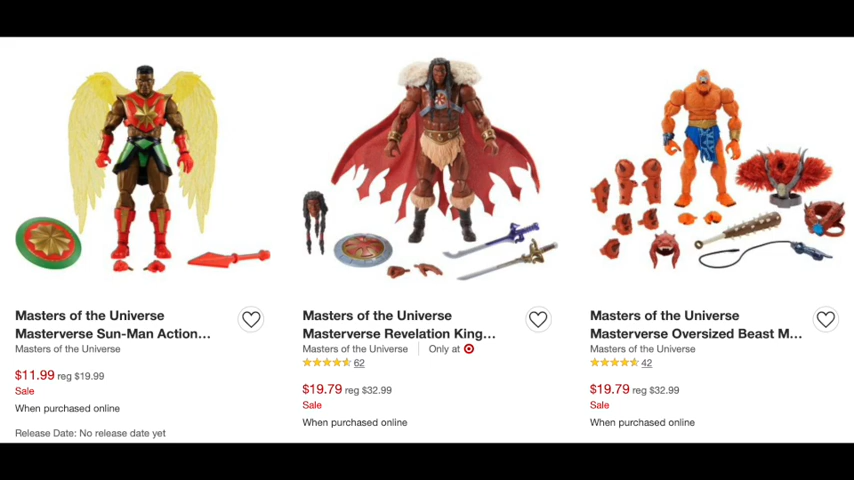 Masters of the Universe
Masterverse Sun-Man Action...
Masters of the Universe
$11.99 reg $19.99
Sale
When purchased online
Release Date: No release date yet
Masters of the Universe
Masterverse Revelation King...
Masters of the Universe | Only at
62
$19.79 reg $32.99
Sale
When purchased online
Masters of the Universe
Masterverse Oversized Beast M...
Masters of the Universe
42
$19.79 reg $32.99
Sale
When purchased online